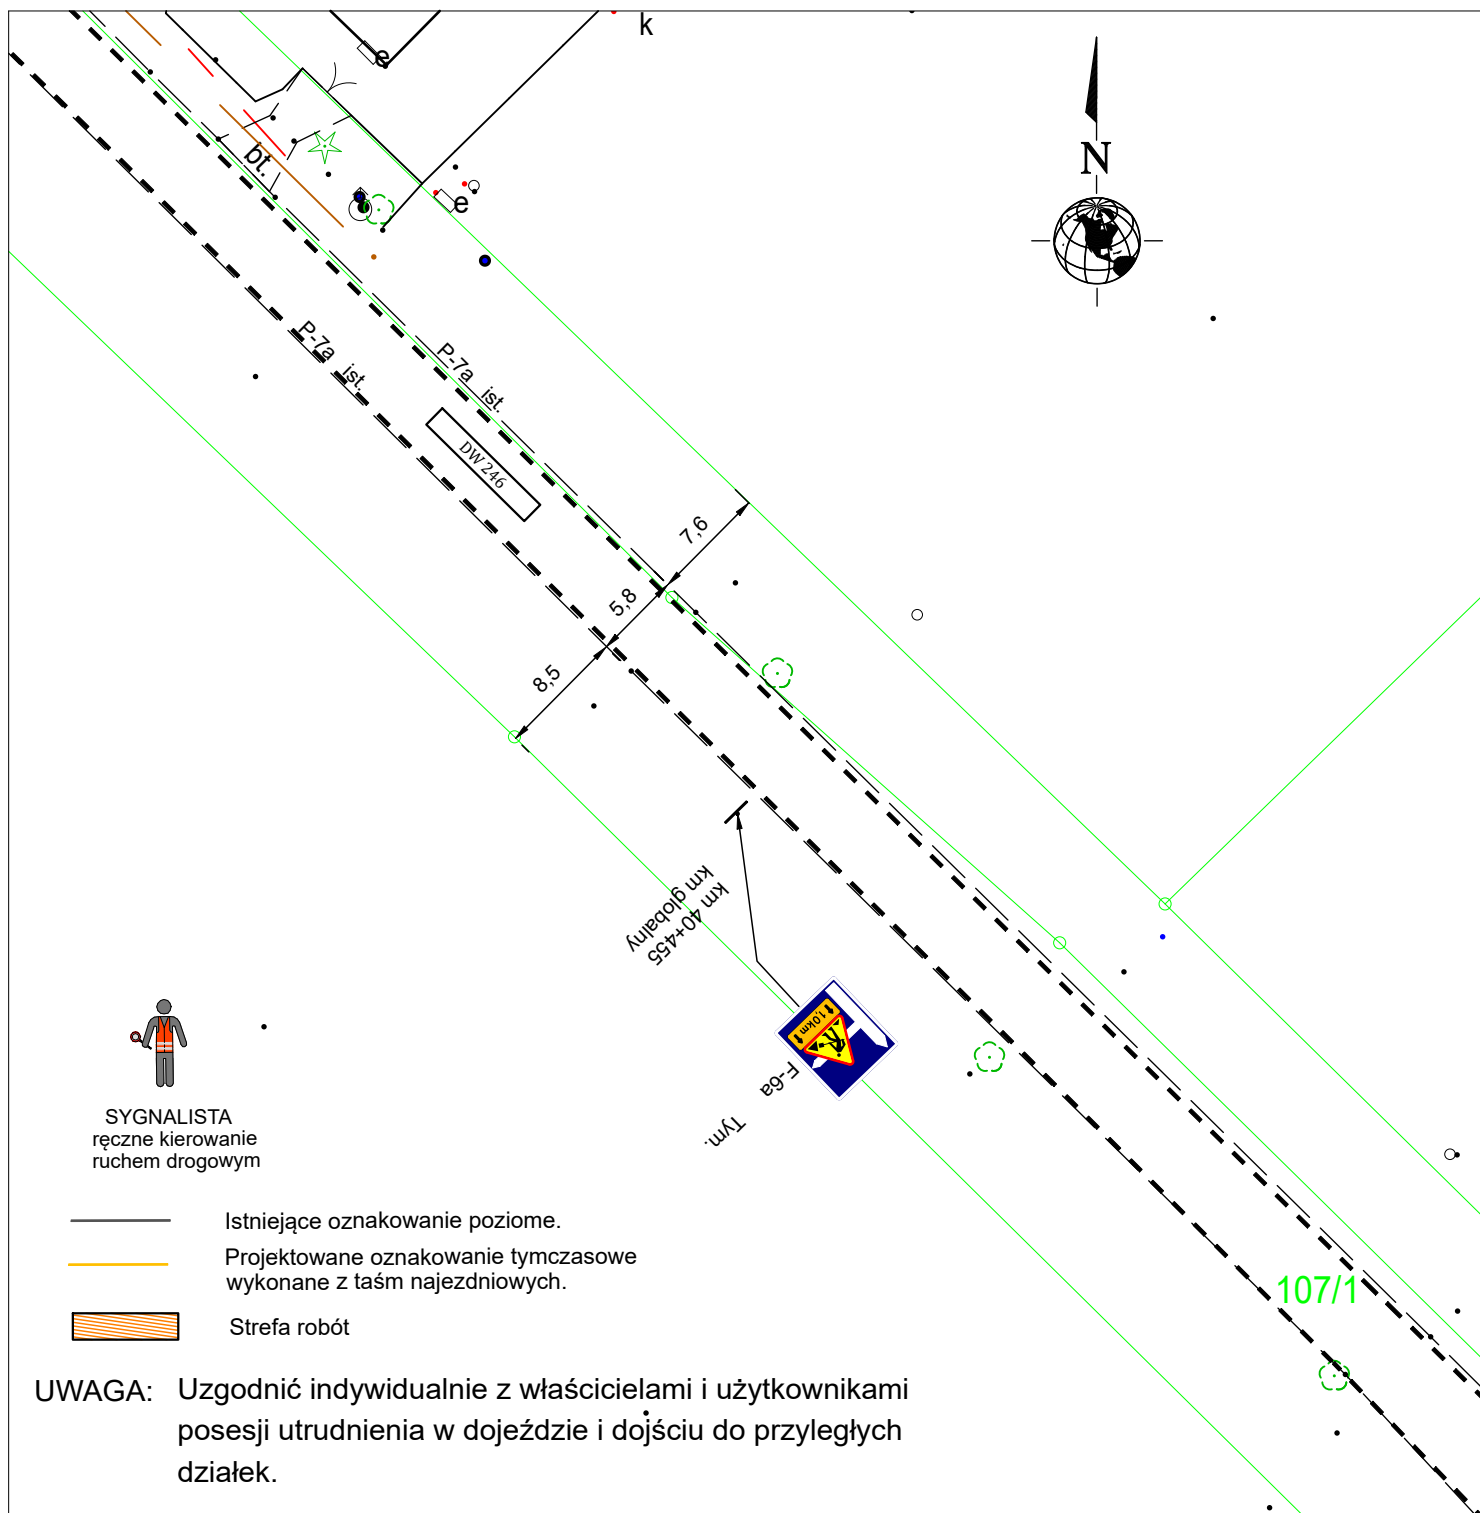 k
e
N
bt.
e
P-7a ist.
P-7a ist.
DW 246
7,6
5,8
8,5
km 40+455
km globalny
1.0km
F-6a
Tym.
SYGNALISTA
ręczne kierowanie
ruchem drogowym
Istniejące oznakowanie poziome.
Projektowane oznakowanie tymczasowe
wykonane z taśm najezdniowych.
107/1
Strefa robót
UWAGA: Uzgodnić indywidualnie z właścicielami i użytkownikami
posesji utrudnienia w dojeździe i dojściu do przyległych
działek.